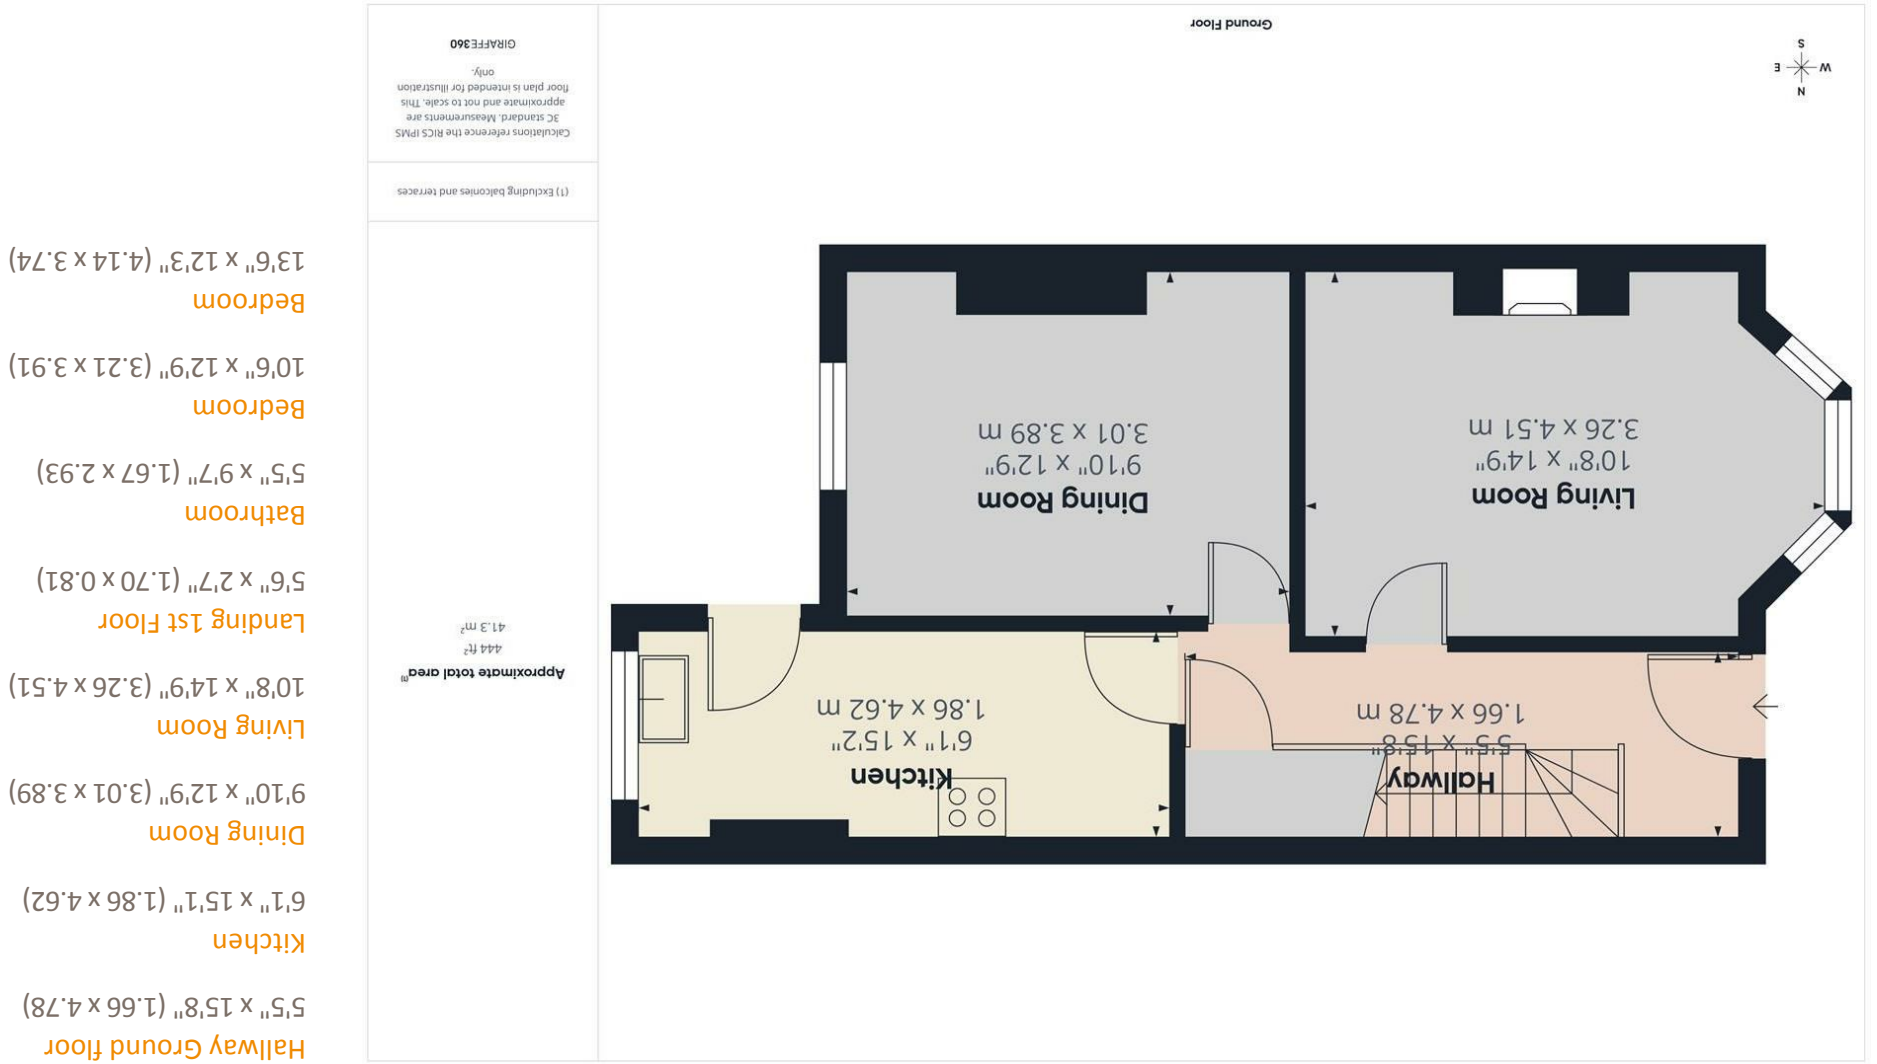 Hallway
5'5" x 15'8"
1.66 x 4.78 m
Kitchen
6'1" x 15'2"
1.86 x 4.62 m
Living Room
10'8" x 14'9"
3.26 x 4.51 m
Dining Room
9'10" x 12'9"
3.01 x 3.89 m
N
W E
S
Ground Floor
Approximate total area⁽¹⁾
444 ft²
41.3 m²
(1) Excluding balconies and terraces
Calculations reference the RICS IPMS
3C standard. Measurements are
approximate and not to scale. This
floor plan is intended for illustration
only.
GIRAFFE360
Hallway Ground floor
5'5" x 15'8" (1.66 x 4.78)
Kitchen
6'1" x 15'1" (1.86 x 4.62)
Dining Room
9'10" x 12'9" (3.01 x 3.89)
Living Room
10'8" x 14'9" (3.26 x 4.51)
Landing 1st Floor
5'6" x 2'7" (1.70 x 0.81)
Bathroom
5'5" x 9'7" (1.67 x 2.93)
Bedroom
10'6" x 12'9" (3.21 x 3.91)
Bedroom
13'6" x 12'3" (4.14 x 3.74)